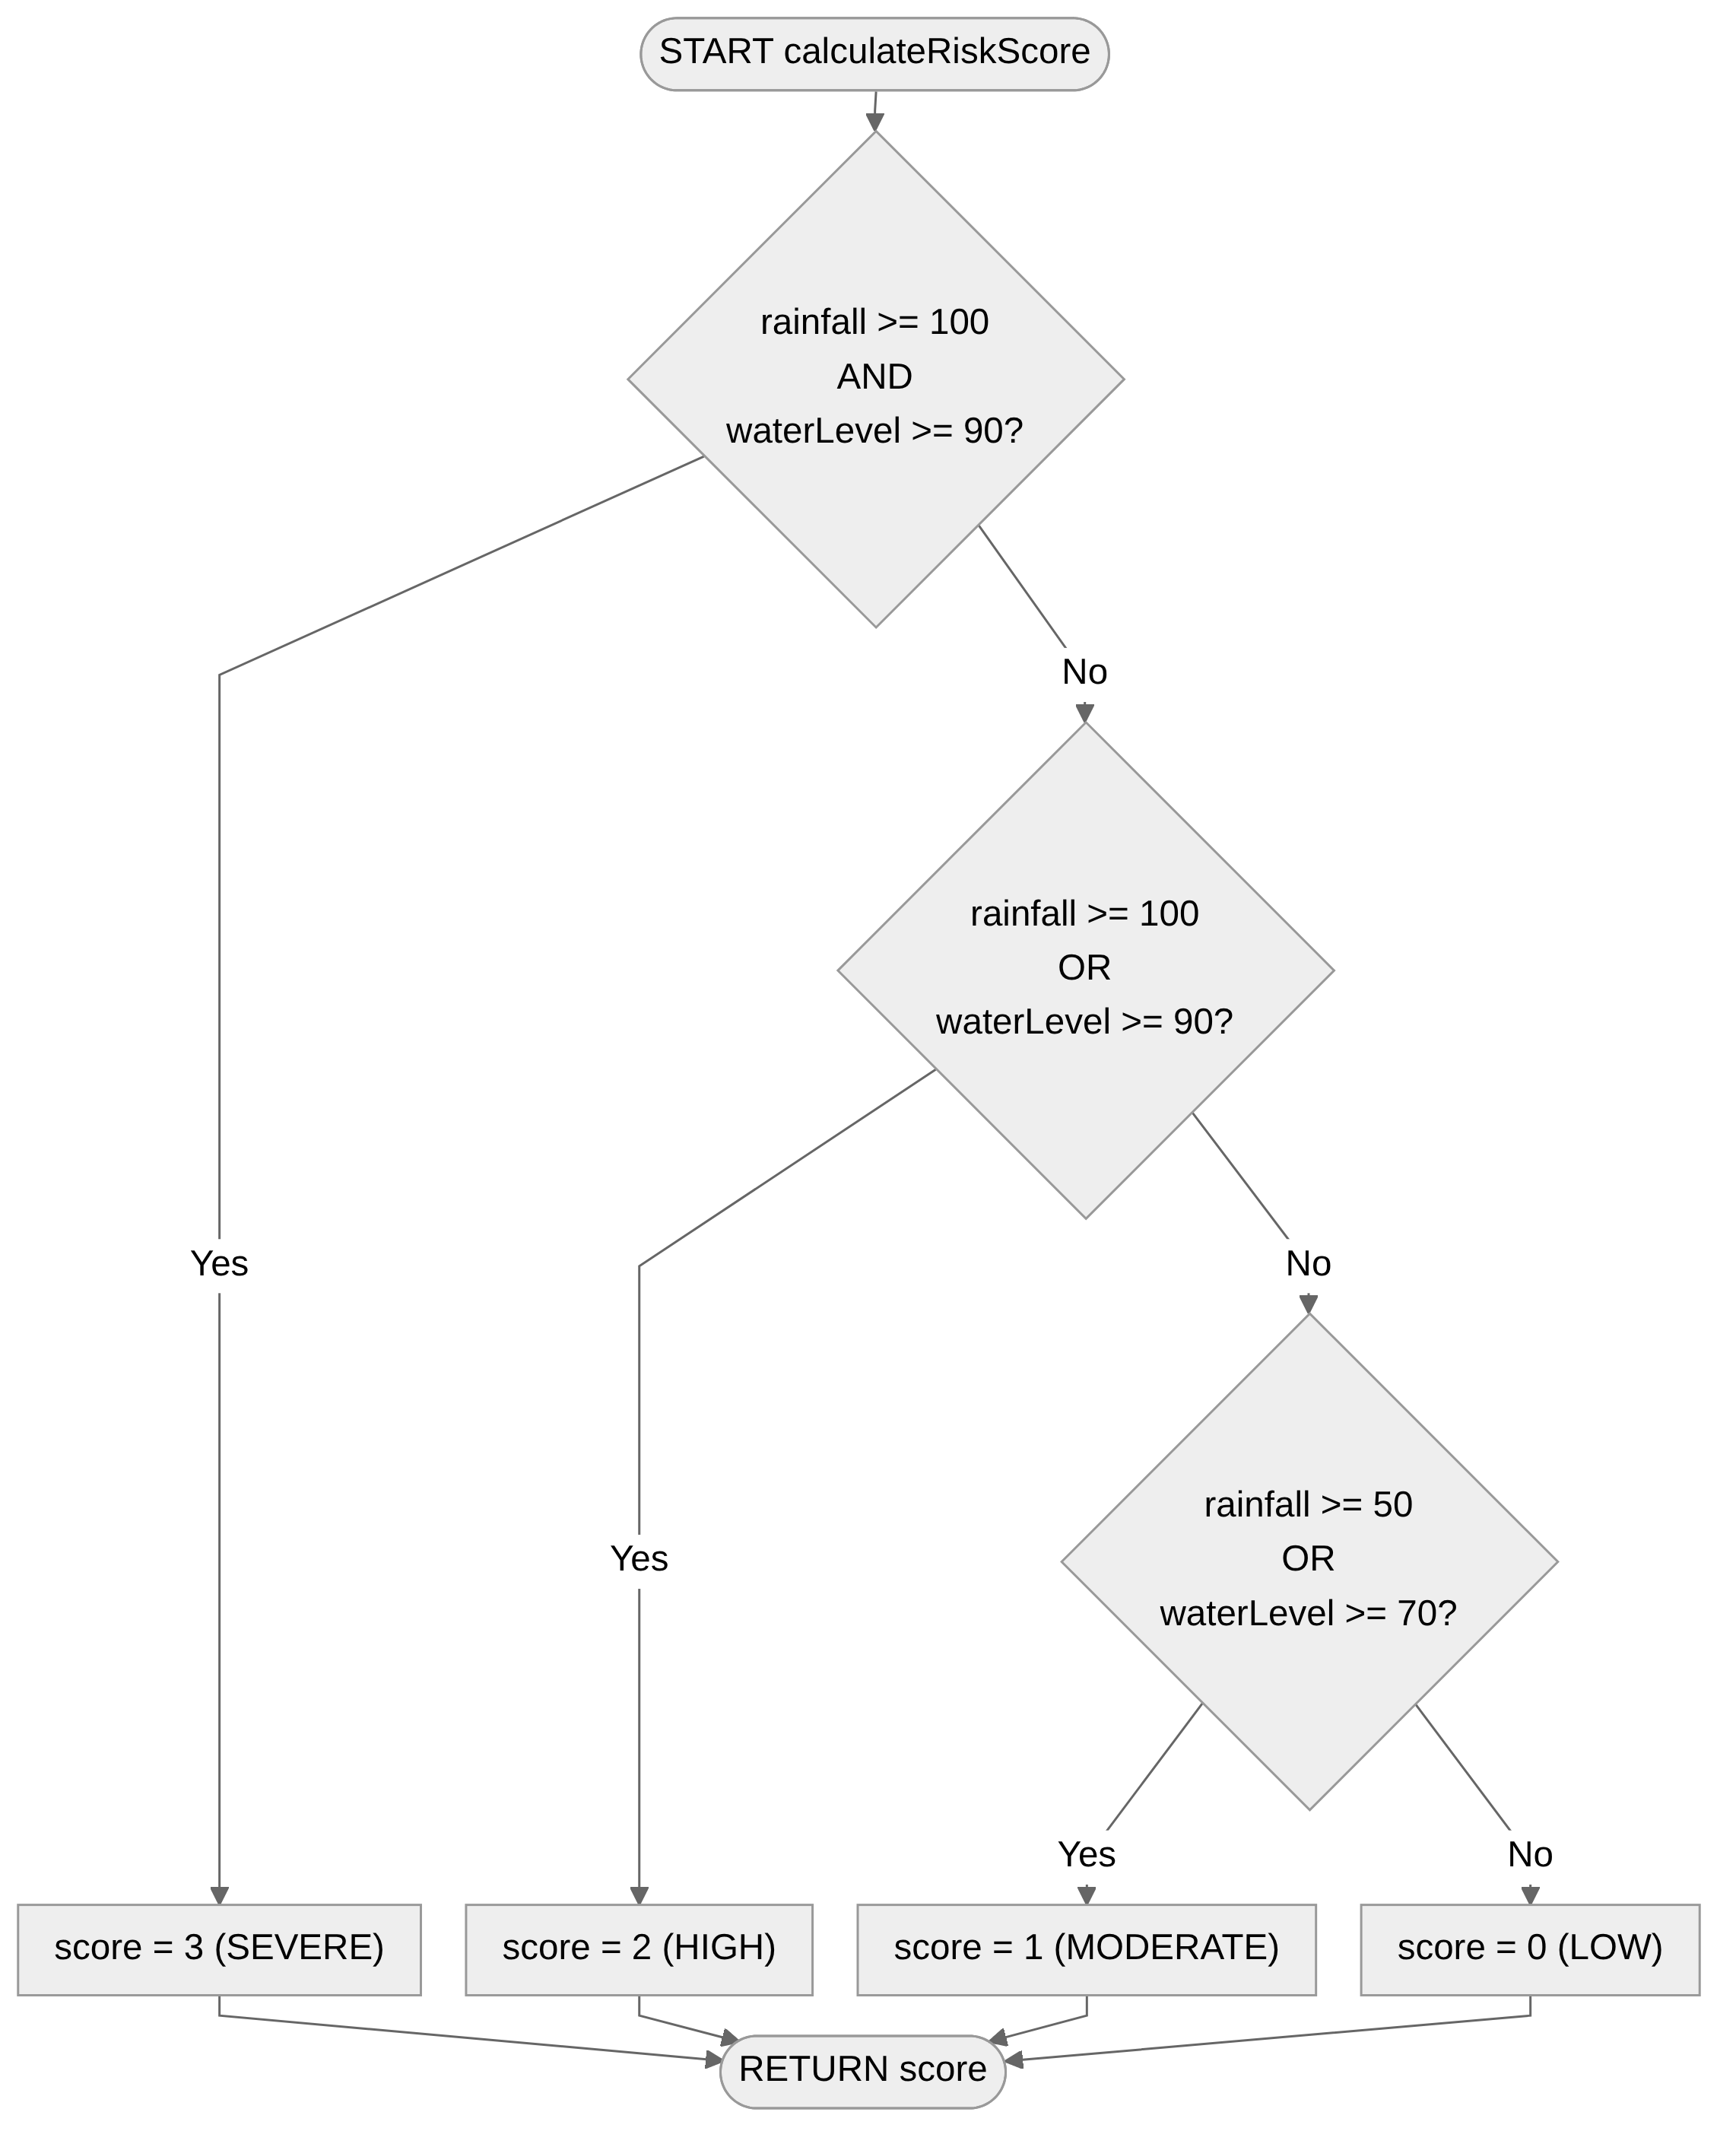 START calculateRiskScore
rainfall >= 100
AND
waterLevel >= 90?
No
rainfall >= 100
OR
waterLevel >= 90?
Yes
No
rainfall >= 50
OR
waterLevel >= 70?
Yes
Yes
No
score = 3 (SEVERE)
score = 2 (HIGH)
score = 1 (MODERATE)
score = 0 (LOW)
RETURN score